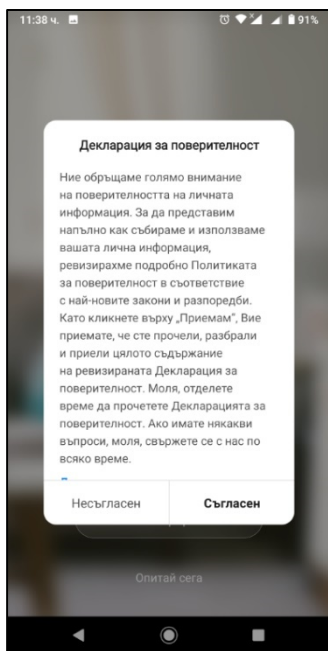 11:38 ч. 91%
Декларация за поверителност
Ние обръщаме голямо внимание
на поверителността на личната
информация. За да представим
напълно как събираме и използваме
вашата лична информация,
ревизирахме подробно Политиката
за поверителност в съответствие
с най-новите закони и разпоредби.
Като кликнете върху „Приемам", Вие
приемате, че сте прочели, разбрали
и приели цялото съдържание
на ревизираната Декларация за
поверителност. Моля, отделете
време да прочетете Декларацията за
поверителност. Ако имате някакви
въпроси, моля, свържете се с нас по
всяко време.
Несъгласен Съгласен
Опитай сега